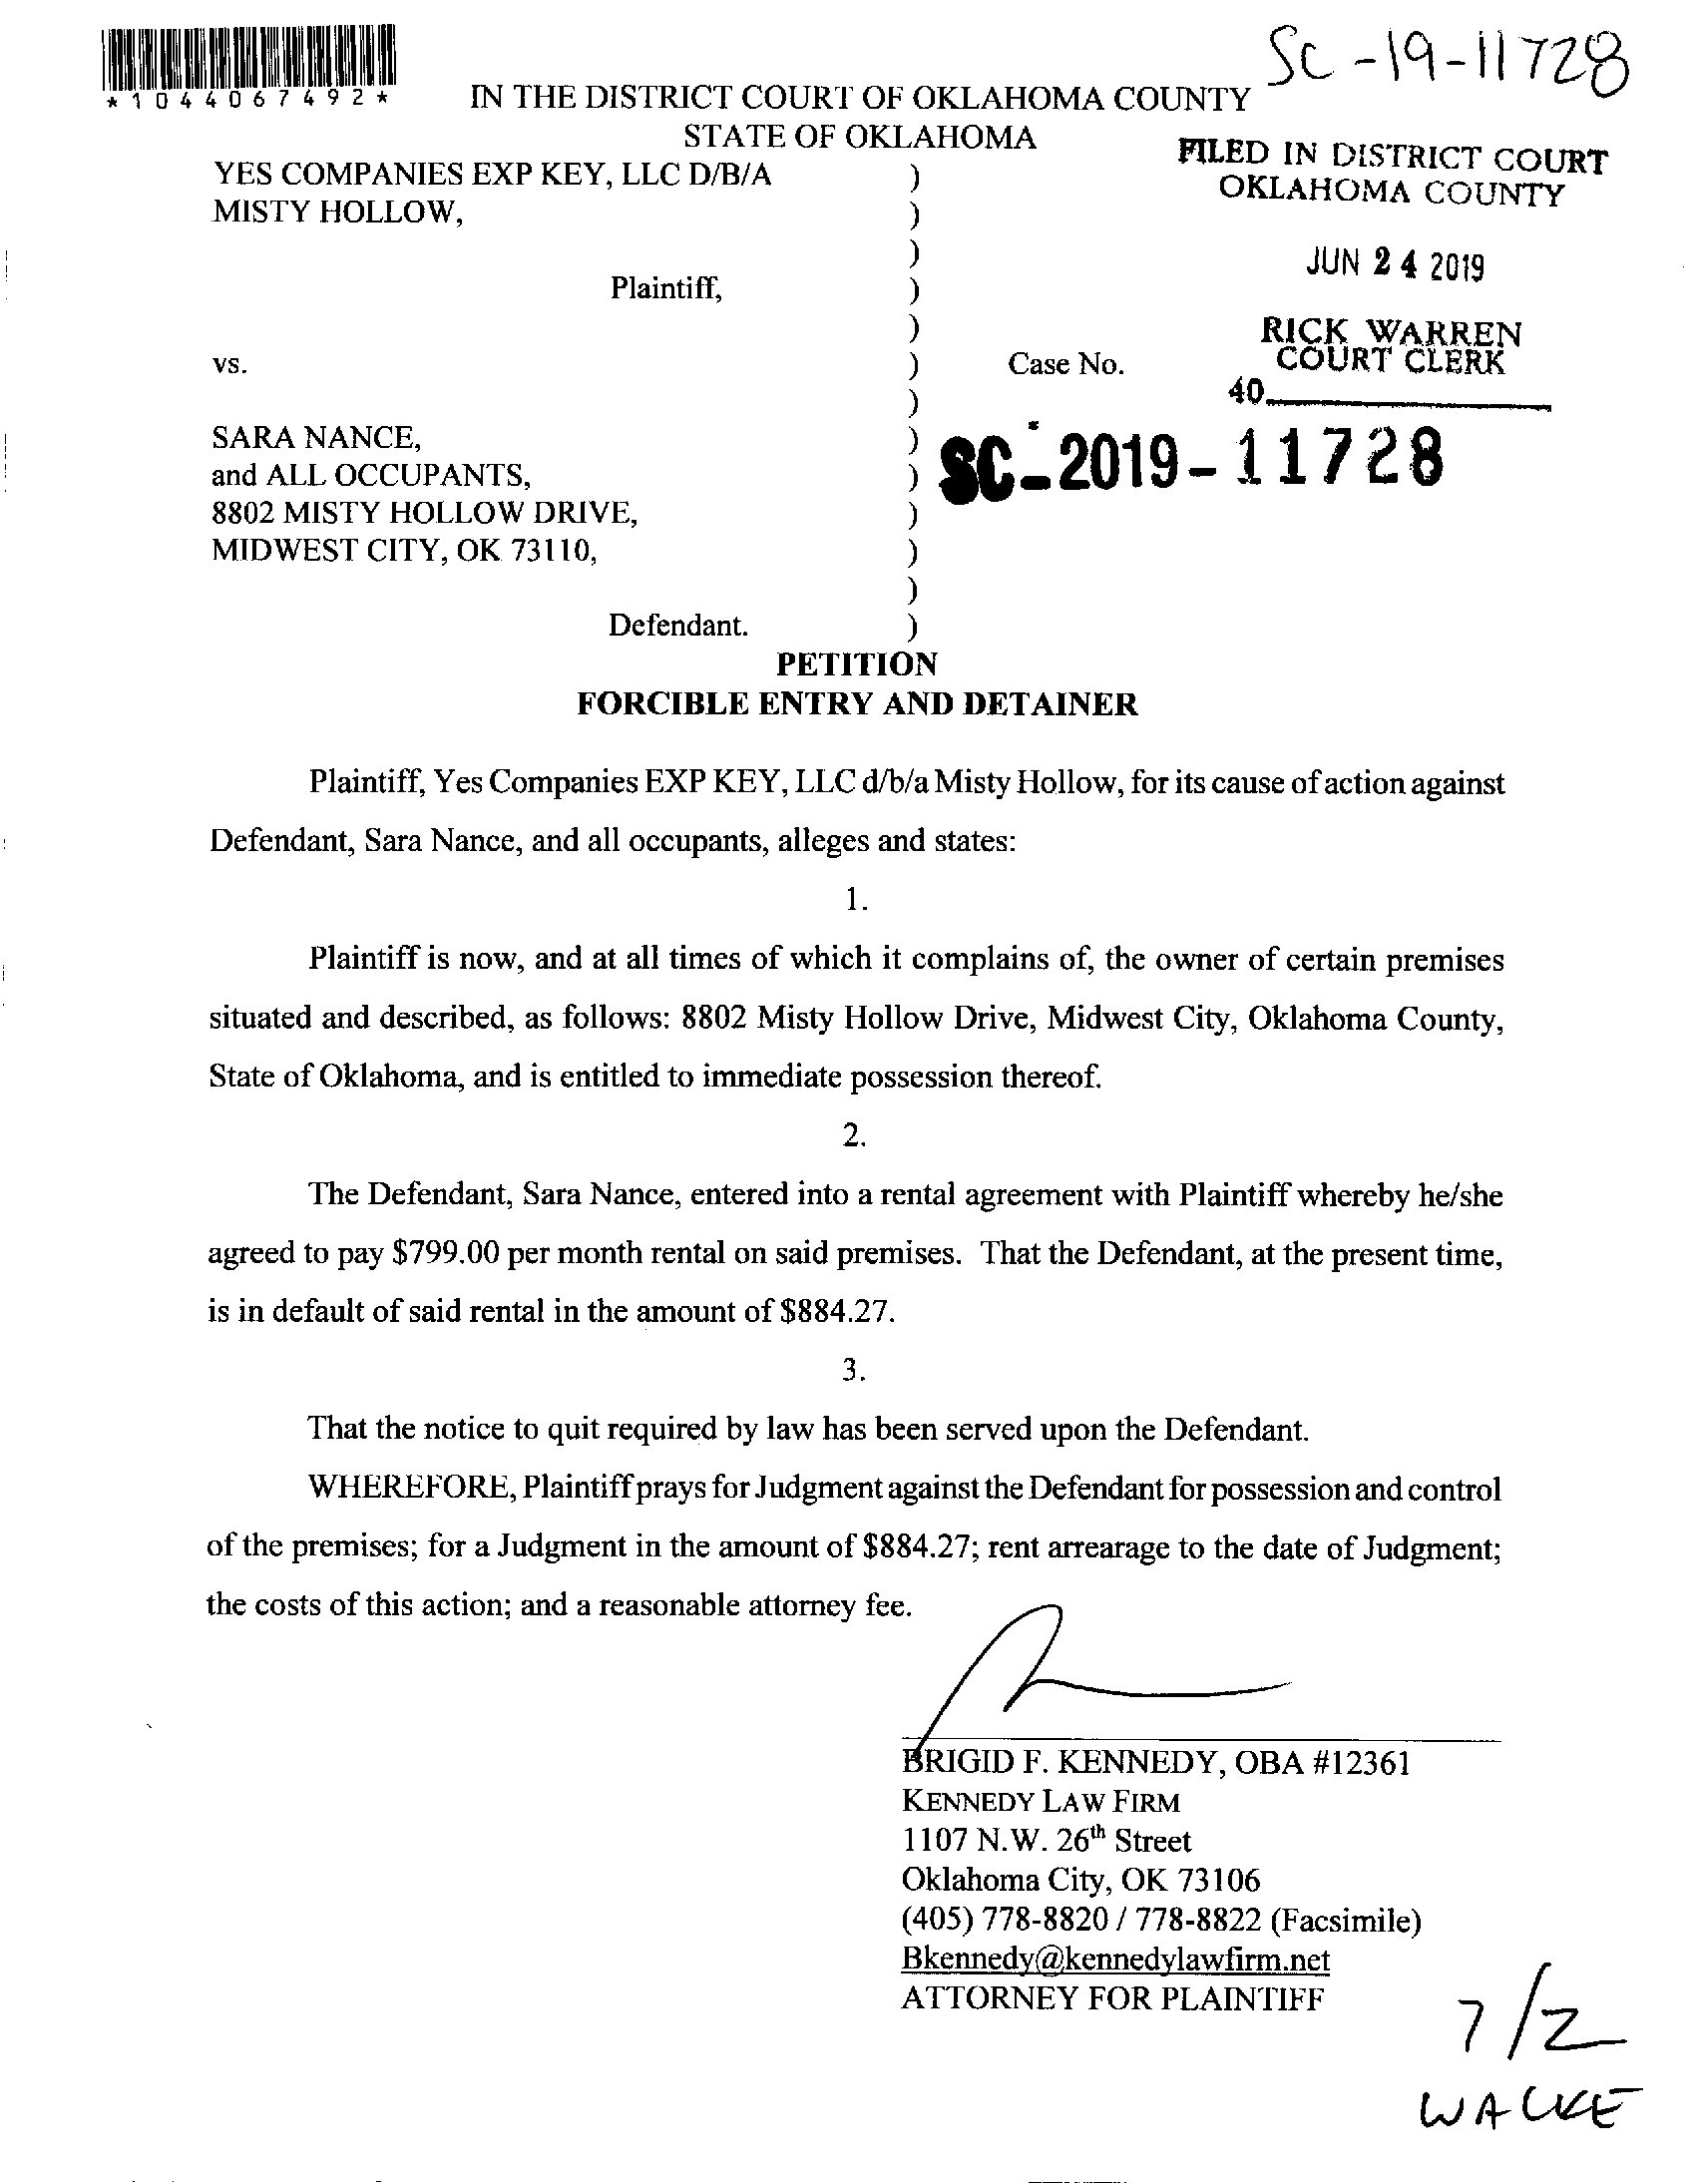 SC-19-11728
*1044067492*
IN THE DISTRICT COURT OF OKLAHOMA COUNTY
STATE OF OKLAHOMA
FILED IN DISTRICT COURT
OKLAHOMA COUNTY
JUN 24 2019
RICK WARREN
COURT CLERK
40
YES COMPANIES EXP KEY, LLC D/B/A )
MISTY HOLLOW, )
)
Plaintiff, )
)
vs. ) Case No.
)
SARA NANCE, ) SC-2019-11728
and ALL OCCUPANTS, )
8802 MISTY HOLLOW DRIVE, )
MIDWEST CITY, OK 73110, )
)
Defendant. )
PETITION
FORCIBLE ENTRY AND DETAINER
Plaintiff, Yes Companies EXP KEY, LLC d/b/a Misty Hollow, for its cause of action against
Defendant, Sara Nance, and all occupants, alleges and states:
1.
Plaintiff is now, and at all times of which it complains of, the owner of certain premises
situated and described, as follows: 8802 Misty Hollow Drive, Midwest City, Oklahoma County,
State of Oklahoma, and is entitled to immediate possession thereof.
2.
The Defendant, Sara Nance, entered into a rental agreement with Plaintiff whereby he/she
agreed to pay $799.00 per month rental on said premises. That the Defendant, at the present time,
is in default of said rental in the amount of $884.27.
3.
That the notice to quit required by law has been served upon the Defendant.
WHEREFORE, Plaintiff prays for Judgment against the Defendant for possession and control
of the premises; for a Judgment in the amount of $884.27; rent arrearage to the date of Judgment;
the costs of this action; and a reasonable attorney fee.
BRIGID F. KENNEDY, OBA #12361
KENNEDY LAW FIRM
1107 N.W. 26th Street
Oklahoma City, OK 73106
(405) 778-8820 / 778-8822 (Facsimile)
Bkennedy@kennedylawfirm.net
ATTORNEY FOR PLAINTIFF
7/2
WALKE